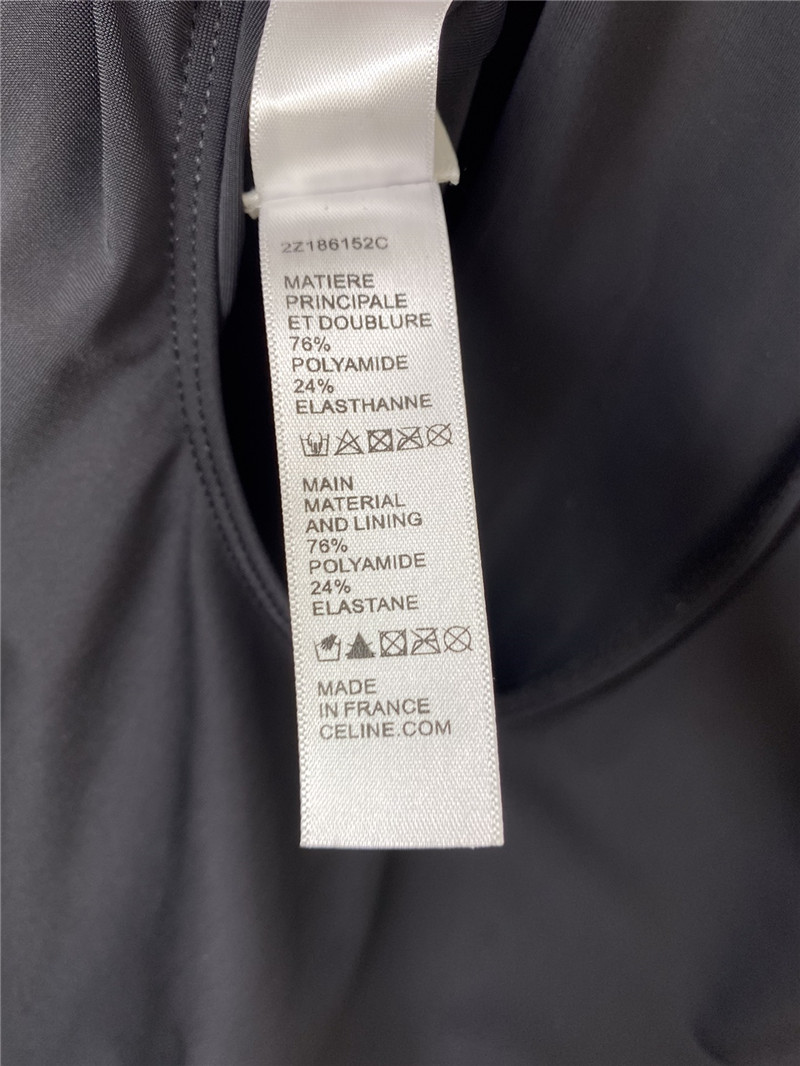 2Z186152C
MATIERE
PRINCIPALE
ET DOUBLURE
76%
POLYAMIDE
24%
ELASTHANNE
MAIN
MATERIAL
AND LINING
76%
POLYAMIDE
24%
ELASTANE
MADE
IN FRANCE
CELINE.COM